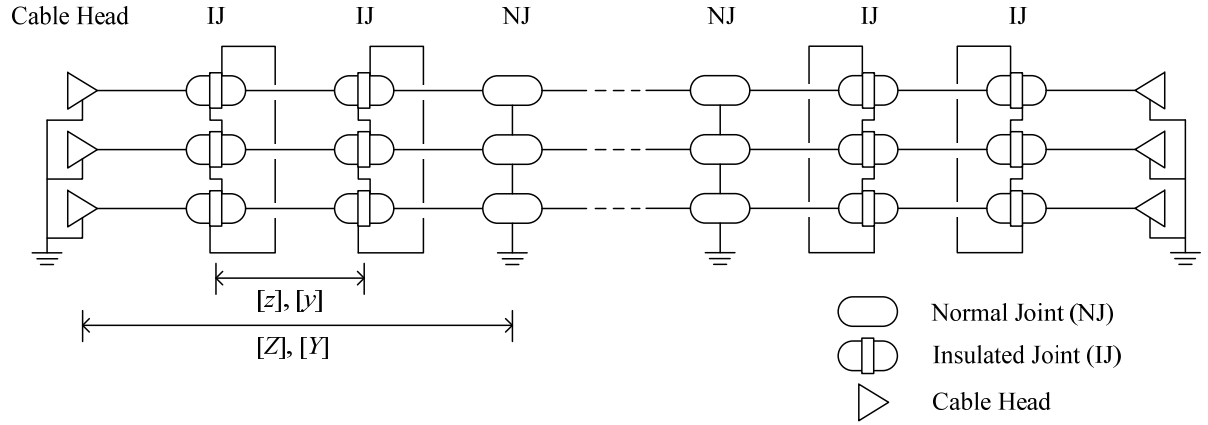 Cable Head IJ IJ NJ NJ IJ IJ
[z], [y]
[Z], [Y]
Normal Joint (NJ)
Insulated Joint (IJ)
Cable Head